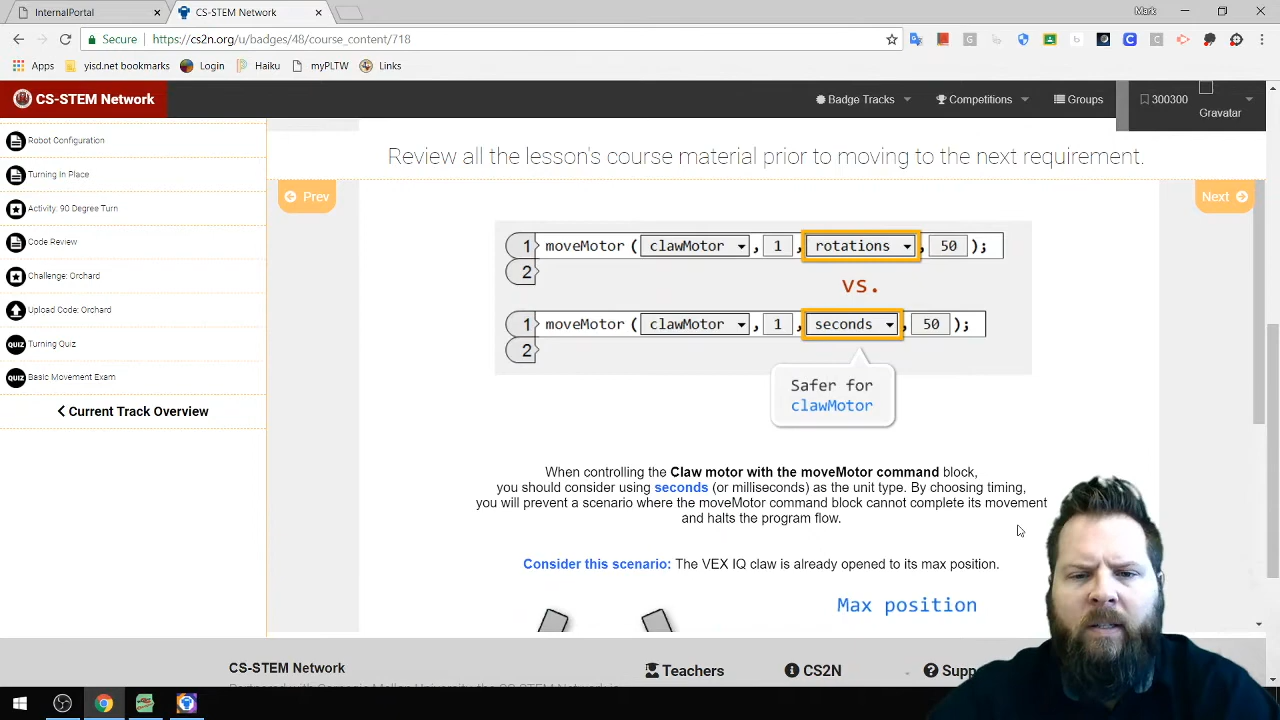 InternalPortal
CS-STEM Network
Mark
Secure
https://cs2n.org/u/badges/48/course_content/718
Apps
yisd.net bookmarks
Login
Haiku
myPLTW
Links
CS-STEM Network
Badge Tracks
Competitions
Groups
300300
Gravatar
Robot Configuration
Turning in Place
Activity: 90 Degree Turn
Code Review
Challenge: Orchard
Upload Code: Orchard
QUIZ Turning Quiz
QUIZ Basic Movement Exam
Current Track Overview
Review all the lesson's course material prior to moving to the next requirement.
Prev
Next
1 moveMotor ( clawMotor , 1 , rotations , 50 );
2
vs.
1 moveMotor ( clawMotor , 1 , seconds , 50 );
2
Safer for
clawMotor
When controlling the Claw motor with the moveMotor command block,
you should consider using seconds (or milliseconds) as the unit type. By choosing timing,
you will prevent a scenario where the moveMotor command block cannot complete its movement
and halts the program flow.
Consider this scenario: The VEX IQ claw is already opened to its max position.
Max position
CS-STEM Network
Teachers
CS2N